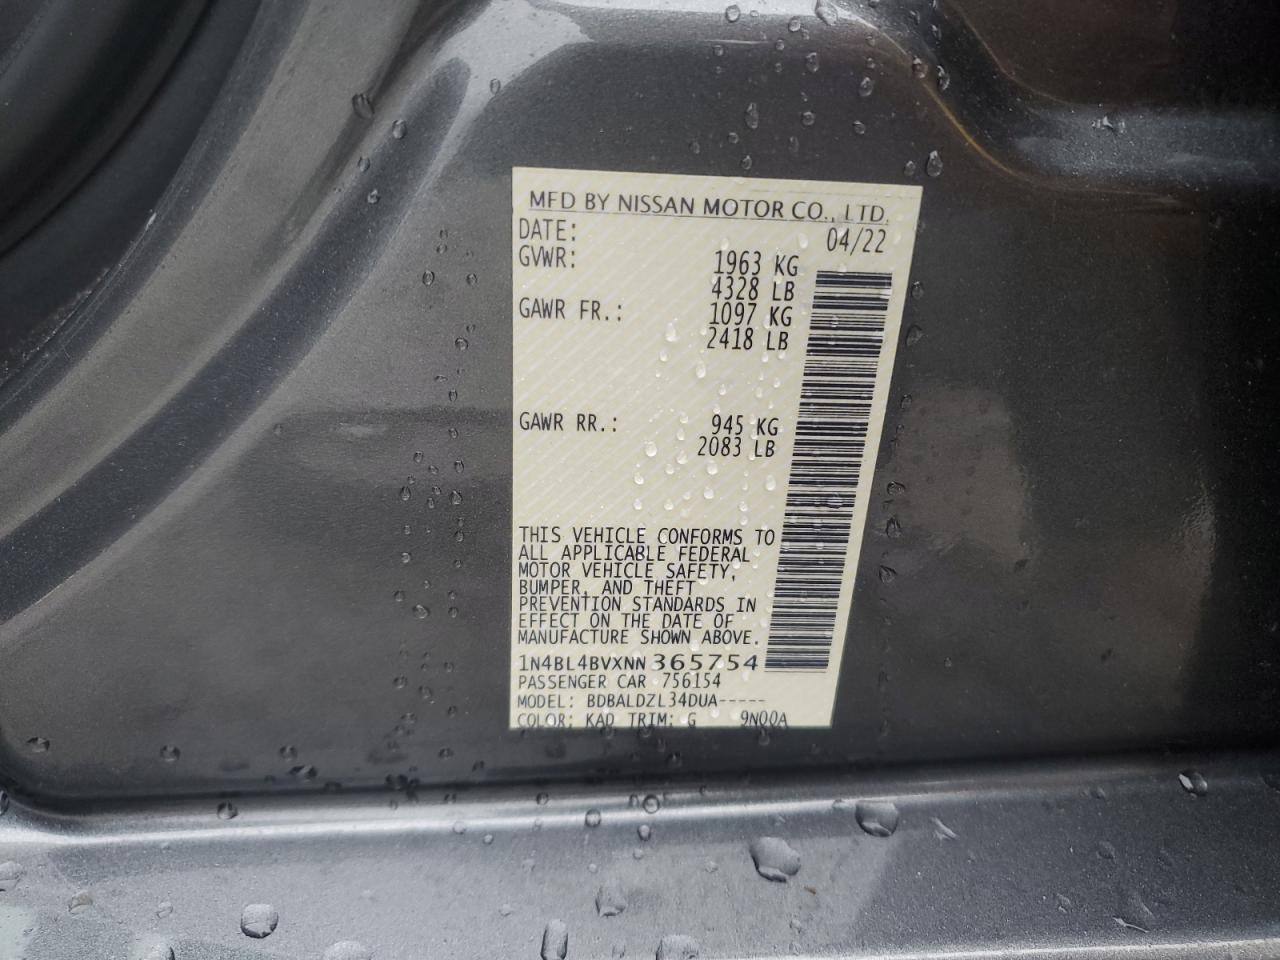 MFD BY NISSAN MOTOR CO., LTD.
DATE: 04/22
GVWR: 1963 KG
4328 LB
GAWR FR.: 1097 KG
2418 LB
GAWR RR.: 945 KG
2083 LB
THIS VEHICLE CONFORMS TO
ALL APPLICABLE FEDERAL
MOTOR VEHICLE SAFETY,
BUMPER, AND THEFT
PREVENTION STANDARDS IN
EFFECT ON THE DATE OF
MANUFACTURE SHOWN ABOVE.
1N4BL4BVXNN365754
PASSENGER CAR 756154
MODEL: BDBALDZL34DUA-----
COLOR: KAD TRIM: G 9N00A